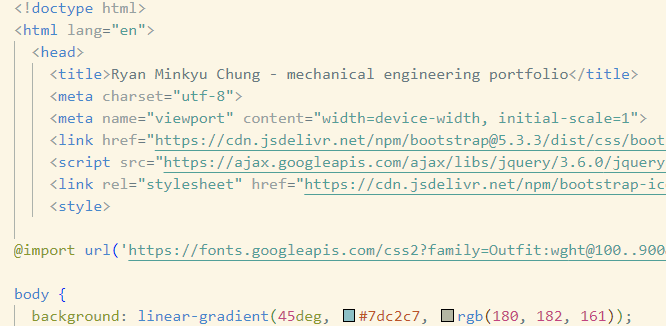 <!doctype html>
<html lang="en">
<head>
<title>Ryan Minkyu Chung - mechanical engineering portfolio</title>
<meta charset="utf-8">
<meta name="viewport" content="width=device-width, initial-scale=1">
<link href="https://cdn.jsdelivr.net/npm/bootstrap@5.3.3/dist/css/boot
<script src="https://ajax.googleapis.com/ajax/libs/jquery/3.6.0/jquery
<link rel="stylesheet" href="https://cdn.jsdelivr.net/npm/bootstrap-ic
<style>
@import url('https://fonts.googleapis.com/css2?family=Outfit:wght@100..900
body {
background: linear-gradient(45deg, #7dc2c7, rgb(180, 182, 161));